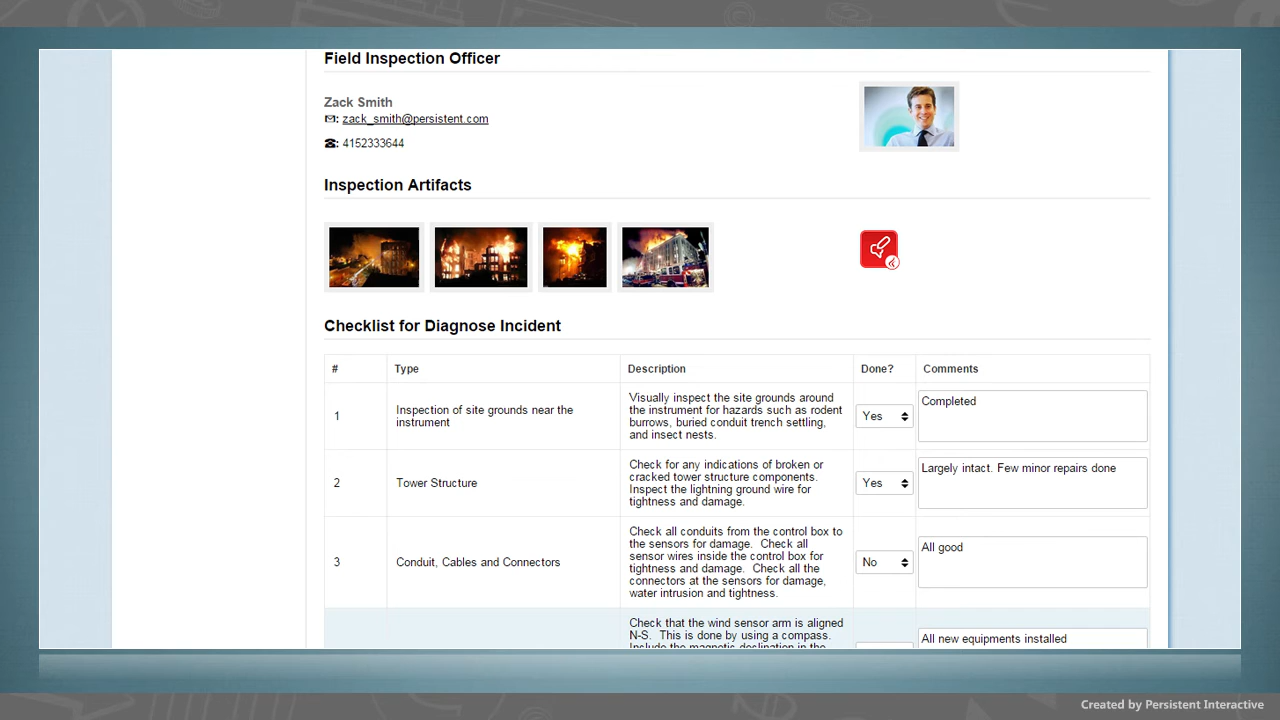 Field Inspection Officer
Zack Smith
: zack_smith@persistent.com
: 4152333644
Inspection Artifacts
Checklist for Diagnose Incident
# Type Description Done? Comments
1 Inspection of site grounds near the instrument
Visually inspect the site grounds around
the instrument for hazards such as rodent
burrows, buried conduit trench settling,
and insect nests.
Yes
Completed
2 Tower Structure
Check for any indications of broken or
cracked tower structure components.
Inspect the lightning ground wire for
tightness and damage.
Yes
Largely intact. Few minor repairs done
3 Conduit, Cables and Connectors
Check all conduits from the control box to
the sensors for damage. Check all
sensor wires inside the control box for
tightness and damage. Check all the
connectors at the sensors for damage,
water intrusion and tightness.
No
All good
Check that the wind sensor arm is aligned
N-S. This is done by using a compass.
Include the magnetic declination in the
All new equipments installed
Created by Persistent Interactive